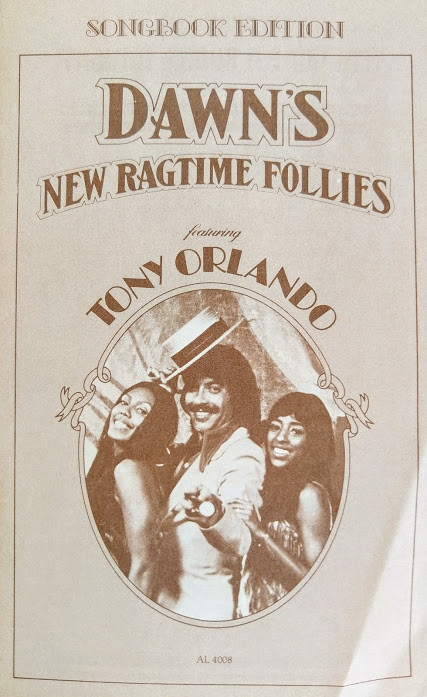 SONGBOOK EDITION
DAWN'S
NEW RAGTIME FOLLIES
featuring
TONY ORLANDO
AL 4008